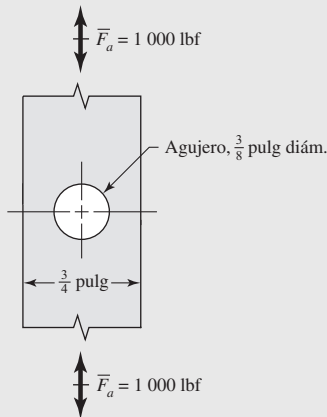 F̅ₐ = 1 000 lbf
Agujero, 3/8 pulg diám.
3/4 pulg
F̅ₐ = 1 000 lbf